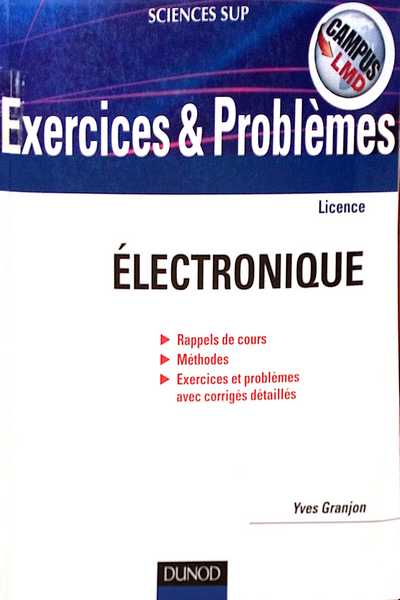 SCIENCES SUP
CAMPUS
LMD
Exercices & Problèmes
Licence
ÉLECTRONIQUE
Rappels de cours
Méthodes
Exercices et problèmes
avec corrigés détaillés
Yves Granjon
DUNOD